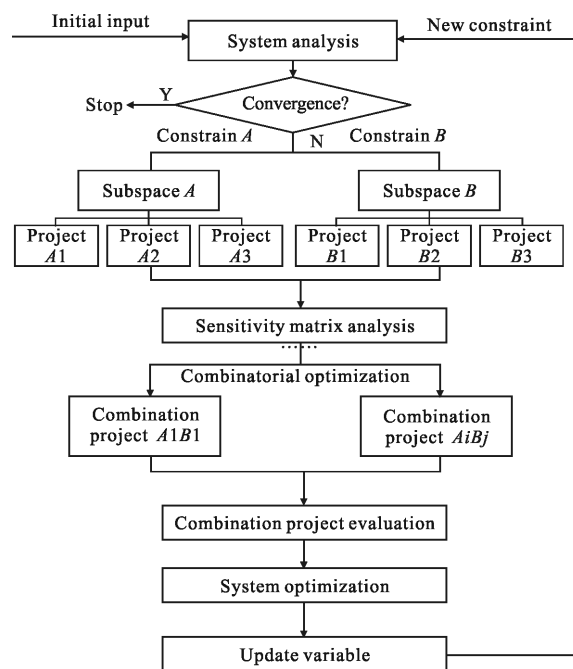 Initial input
New constraint
System analysis
Y
Stop
Convergence?
Constrain A
N
Constrain B
Subspace A
Subspace B
Project
A1
Project
A2
Project
A3
Project
B1
Project
B2
Project
B3
Sensitivity matrix analysis
......
Combinatorial optimization
Combination
project A1B1
Combination
project AiBj
Combination project evaluation
System optimization
Update variable